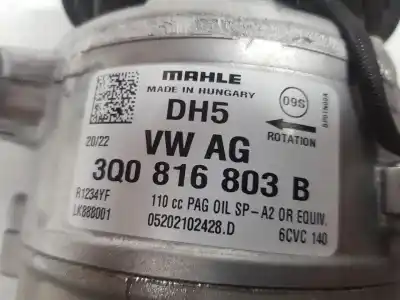 MAHLE
MADE IN HUNGARY
DH5
09S
20/22
VW AG
ROTATION
3Q0 816 803 B
R1234YF
110 cc PAG OIL SP-A2 OR EQUIV.
LK888001
05202102428.D
6CVC 140